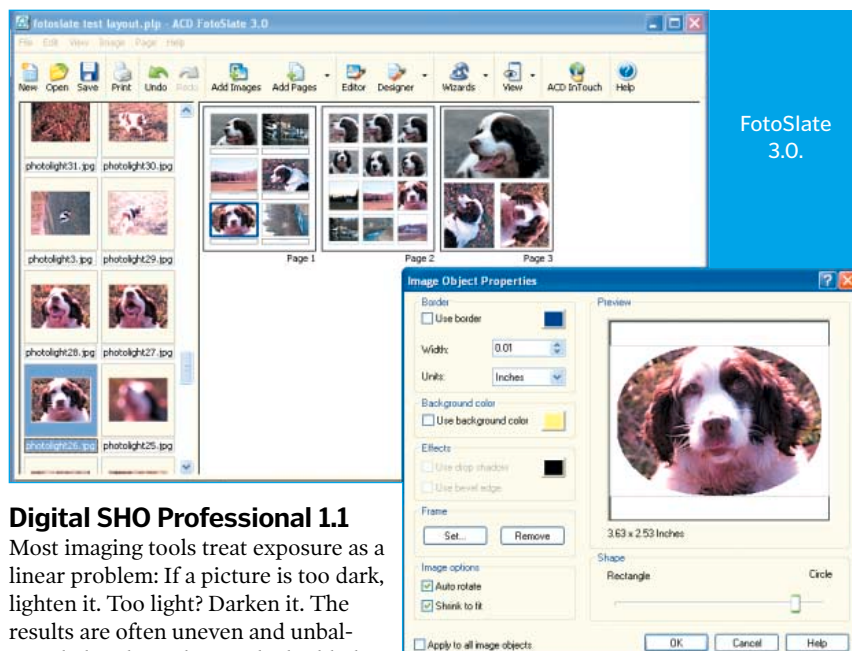 fotoslate test layout.plp - ACD FotoSlate 3.0
File Edit View Image Page Help
New Open Save Print Undo Redo Add Images Add Pages Editor Designer Wizards View ACD InTouch Help
FotoSlate
3.0.
photolight31.jpg photolight30.jpg
photolight3.jpg photolight29.jpg
photolight28.jpg photolight27.jpg
photolight26.jpg photolight25.jpg
Page 1 Page 2 Page 3
Image Object Properties
Border
Use border
Width: 0.01
Units: Inches
Background color
Use background color
Effects
Use drop shadow
Use bevel edge
Frame
Set... Remove
Image options
Auto rotate
Shrink to fit
Apply to all image objects
Preview
3.63 x 2.53 Inches
Shape
Rectangle Circle
OK Cancel Help
Digital SHO Professional 1.1
Most imaging tools treat exposure as a
linear problem: If a picture is too dark,
lighten it. Too light? Darken it. The
results are often uneven and unbal-